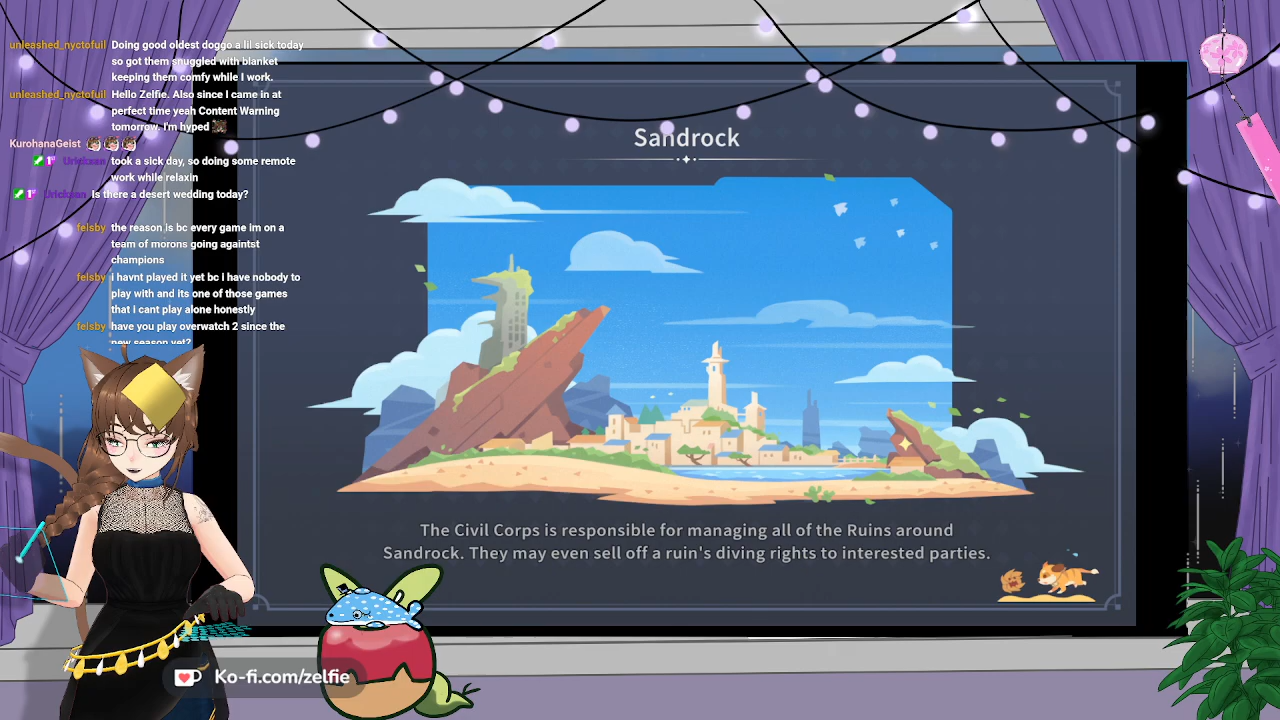 unleashed_nyctofuil Doing good oldest doggo a lil sick today
so got them snuggled with blanket
keeping them comfy while I work.
unleashed_nyctofuil Hello Zelfie. Also since I came in at
perfect time yeah Content Warning
tomorrow. I'm hyped
KurohanaGeist
took a sick day, so doing some remote
work while relaxin
Is there a desert wedding today?
felsby the reason is bc every game im on a
team of morons going againtst
champions
felsby i havnt played it yet bc i have nobody to
play with and its one of those games
that i cant play alone honestly
felsby have you play overwatch 2 since the
new season yet?
Sandrock
The Civil Corps is responsible for managing all of the Ruins around
Sandrock. They may even sell off a ruin's diving rights to interested parties.
Ko-fi.com/zelfie